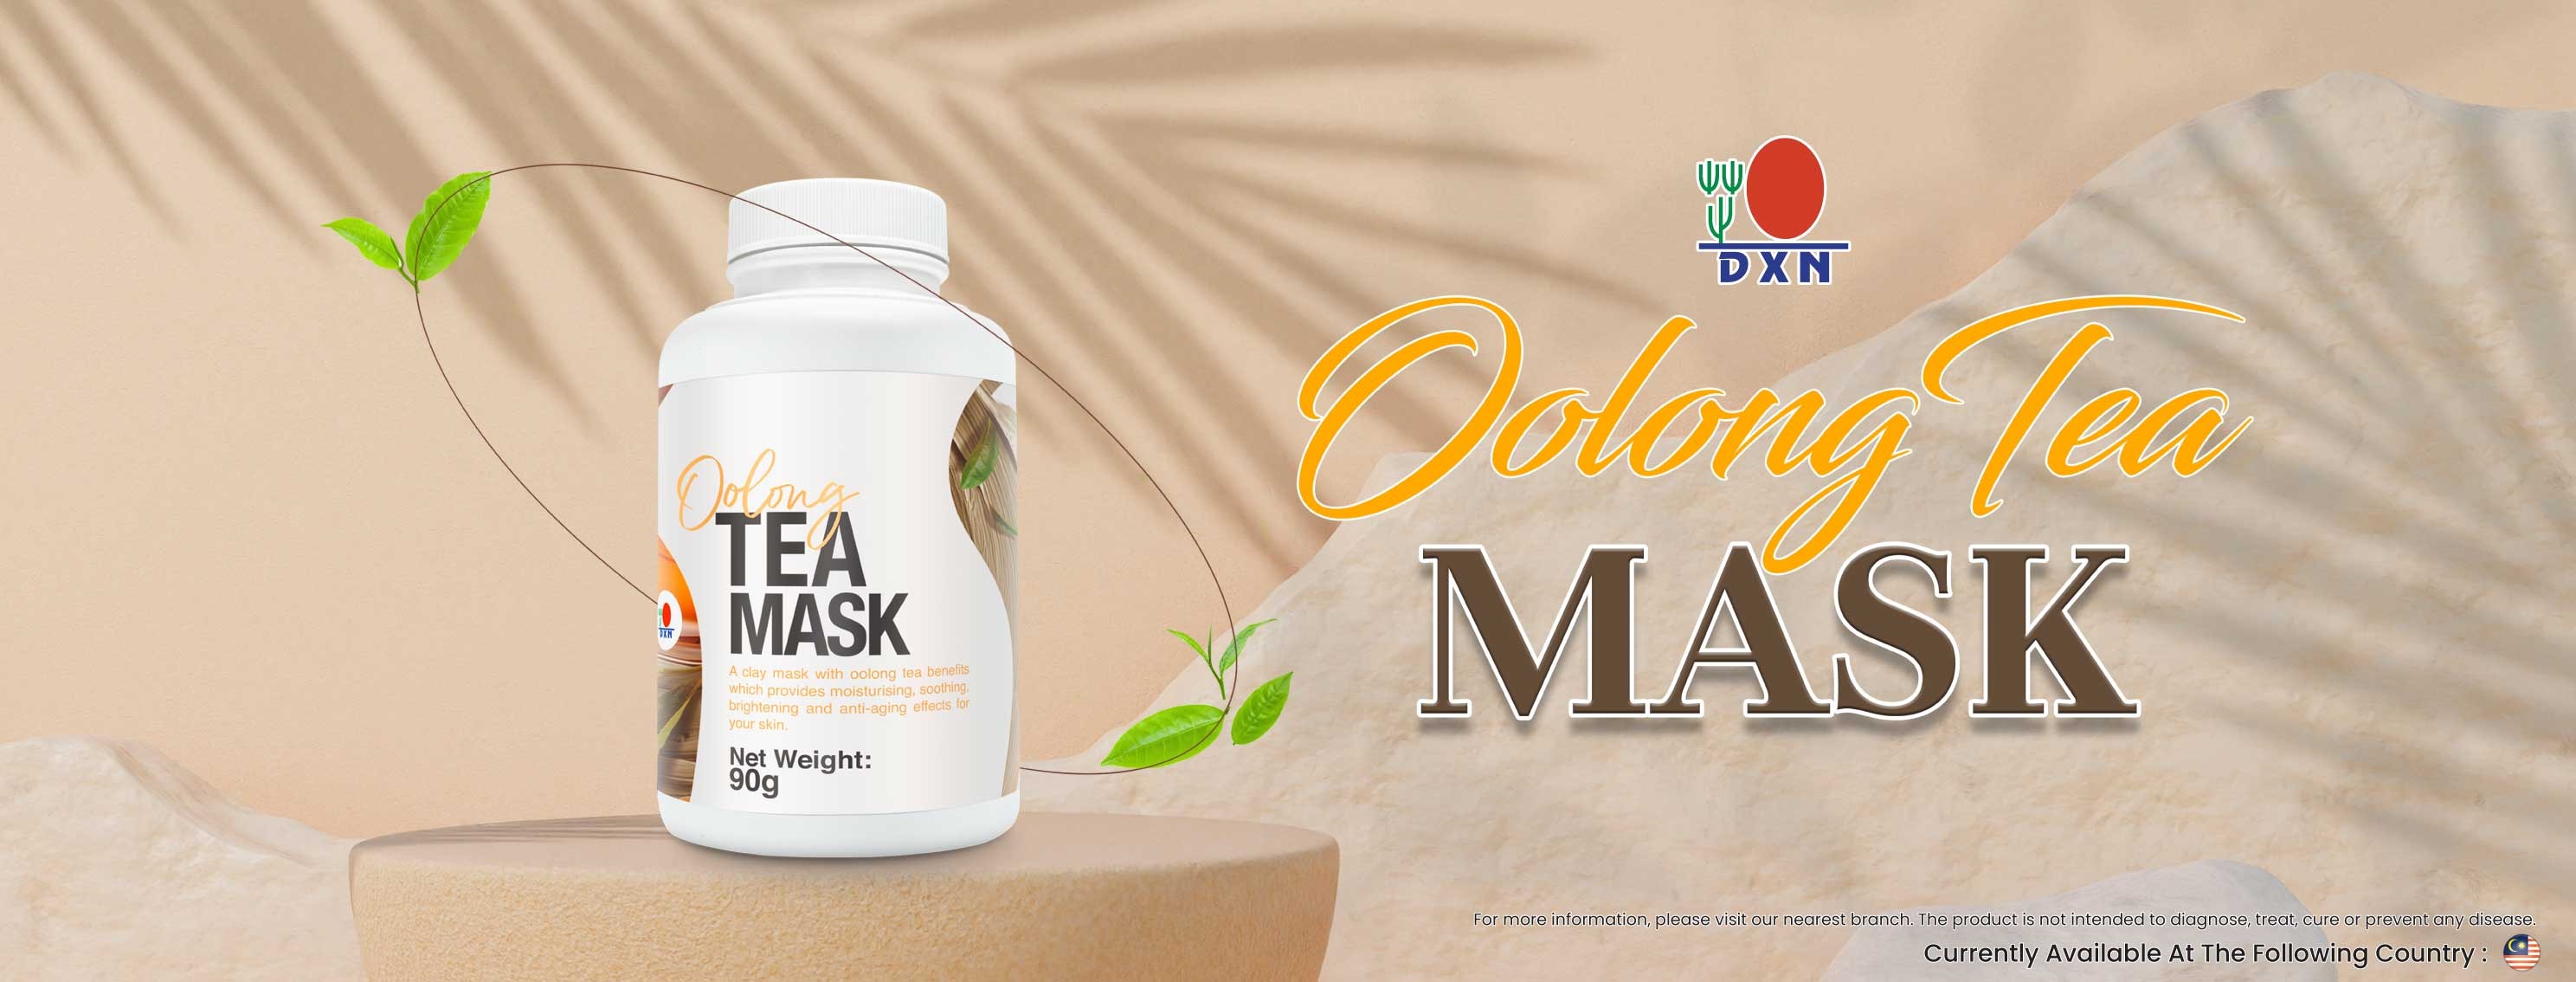 DXN
Oolong Tea
MASK
Oolong
TEA
MASK
A clay mask with oolong tea benefits
which provides moisturising, soothing,
brightening and anti-aging effects for
your skin.
Net Weight:
90g
DXN
For more information, please visit our nearest branch. The product is not intended to diagnose, treat, cure or prevent any disease.
Currently Available At The Following Country :